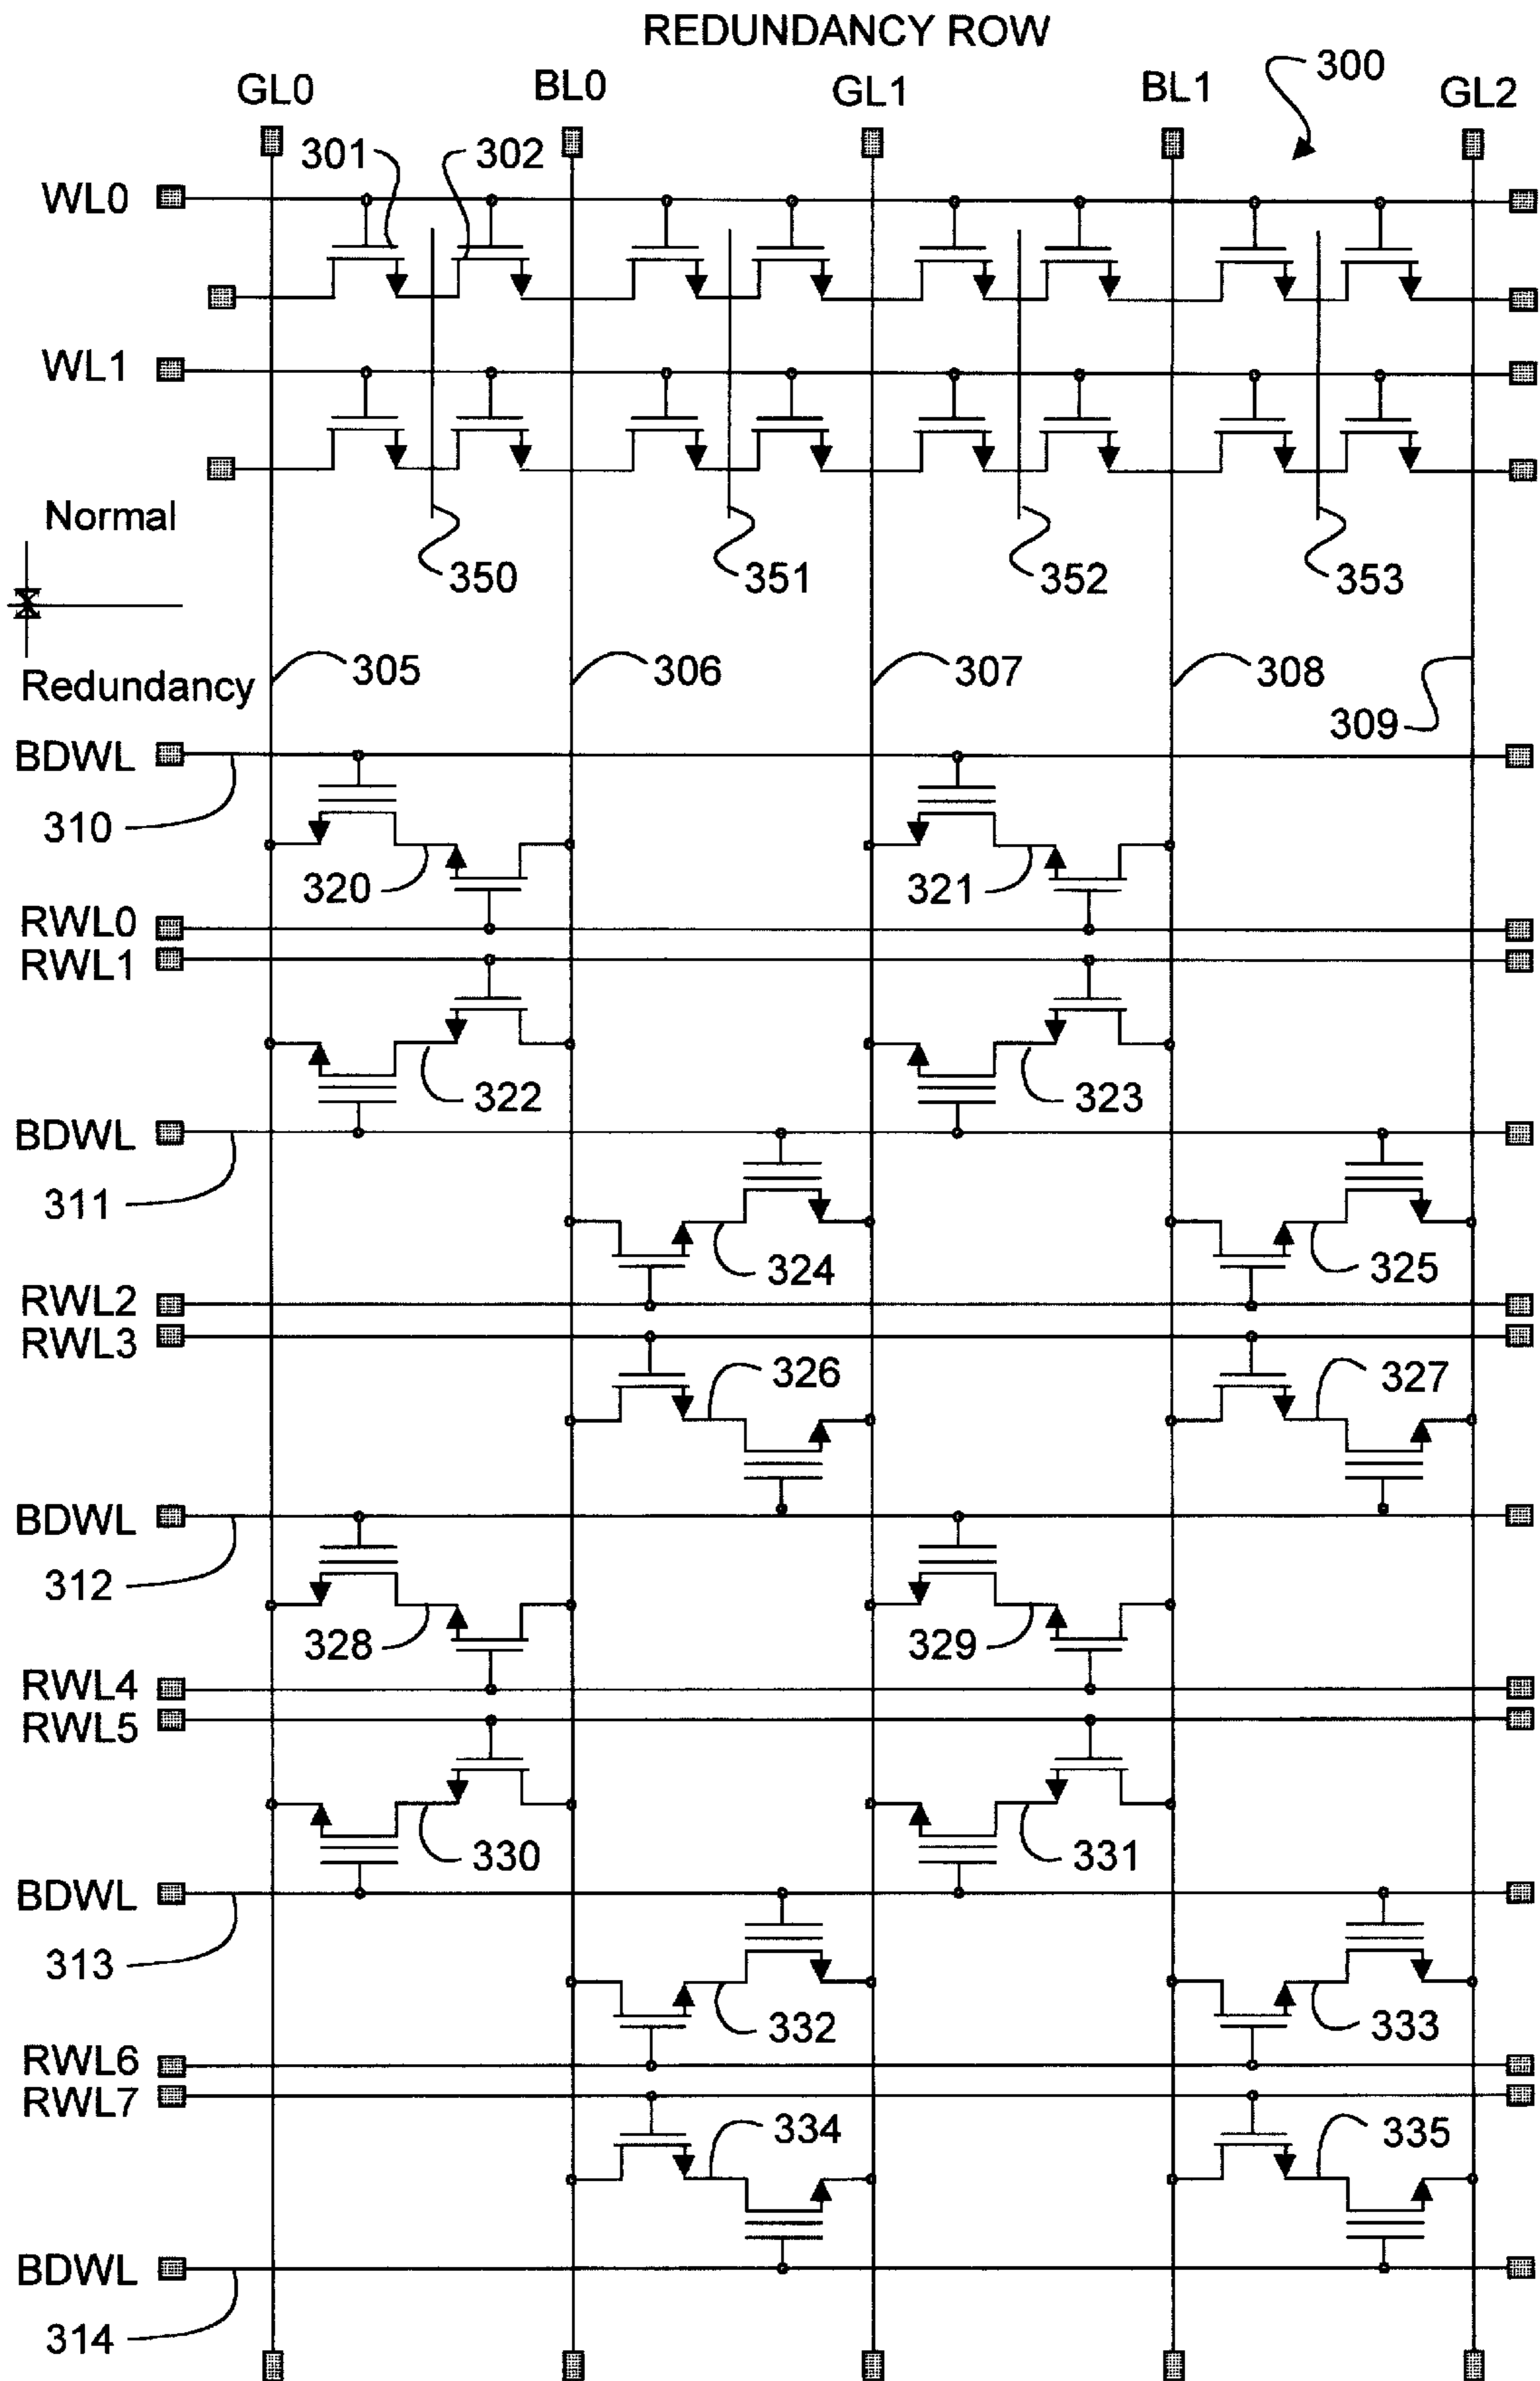 REDUNDANCY ROW
300
GL0 BL0 GL1 BL1 GL2
301 302
WL0
WL1
Normal
350 351 352 353
305 306 307 308
Redundancy
309
BDWL
310
320 321
RWL0
RWL1
322 323
BDWL
311
324 325
RWL2
RWL3
326 327
BDWL
312
328 329
RWL4
RWL5
330 331
BDWL
313
332 333
RWL6
RWL7
334 335
BDWL
314